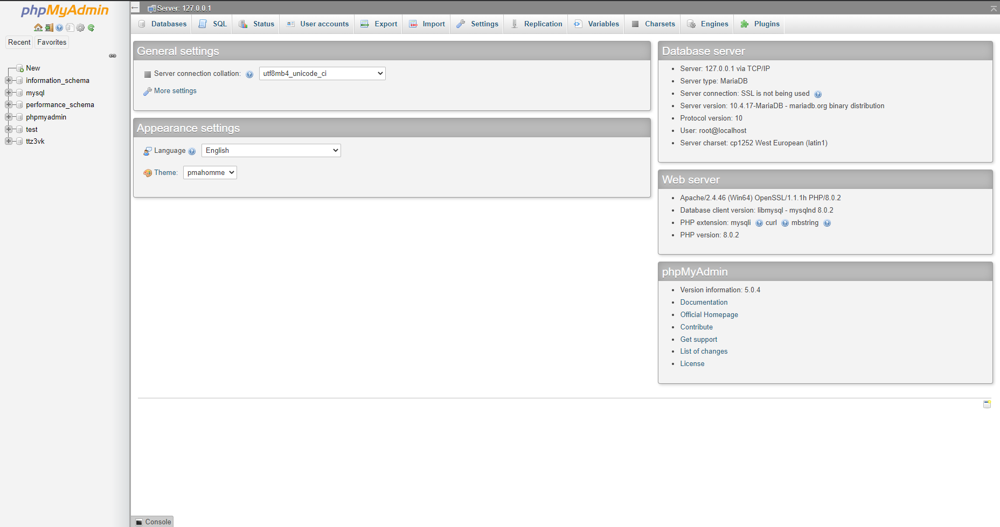 phpMyAdmin
Recent Favorites
New
information_schema
mysql
performance_schema
phpmyadmin
test
ttz3vk
Server: 127.0.0.1
Databases SQL Status User accounts Export Import Settings Replication Variables Charsets Engines Plugins
General settings
Server connection collation: utf8mb4_unicode_ci
More settings
Appearance settings
Language English
Theme: pmahomme
Database server
Server: 127.0.0.1 via TCP/IP
Server type: MariaDB
Server connection: SSL is not being used
Server version: 10.4.17-MariaDB - mariadb.org binary distribution
Protocol version: 10
User: root@localhost
Server charset: cp1252 West European (latin1)
Web server
Apache/2.4.46 (Win64) OpenSSL/1.1.1h PHP/8.0.2
Database client version: libmysql - mysqlnd 8.0.2
PHP extension: mysqli curl mbstring
PHP version: 8.0.2
phpMyAdmin
Version information: 5.0.4
Documentation
Official Homepage
Contribute
Get support
List of changes
License
Console